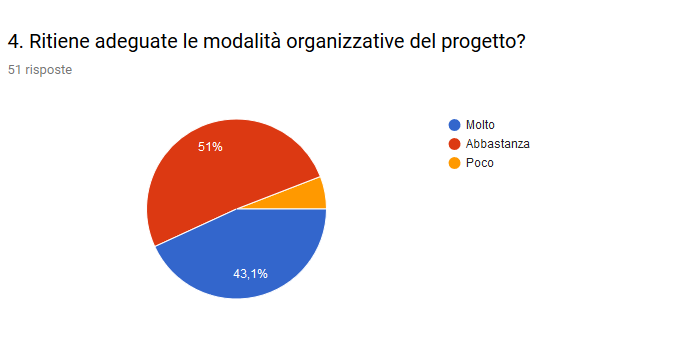 4. Ritiene adeguate le modalità organizzative del progetto?
51 risposte
Molto
Abbastanza
Poco
51%
43,1%